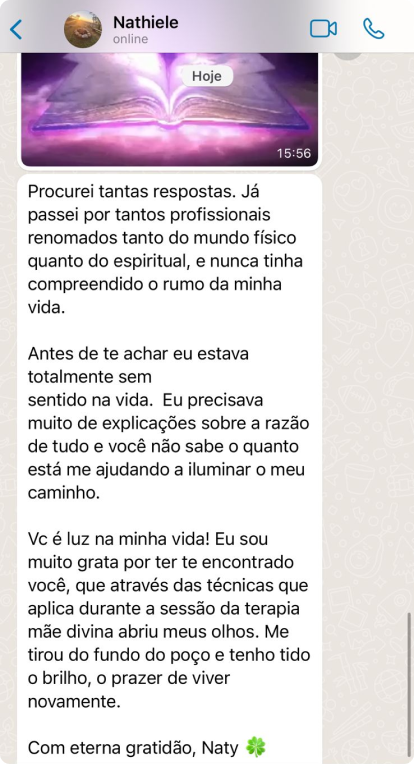 Nathiele
online
Hoje
15:56
Procurei tantas respostas. Já
passei por tantos profissionais
renomados tanto do mundo físico
quanto do espiritual, e nunca tinha
compreendido o rumo da minha
vida.
Antes de te achar eu estava
totalmente sem
sentido na vida.  Eu precisava
muito de explicações sobre a razão
de tudo e você não sabe o quanto
está me ajudando a iluminar o meu
caminho.
Vc é luz na minha vida! Eu sou
muito grata por ter te encontrado
você, que através das técnicas que
aplica durante a sessão da terapia
mãe divina abriu meus olhos. Me
tirou do fundo do poço e tenho tido
o brilho, o prazer de viver
novamente.
Com eterna gratidão, Naty 🍀